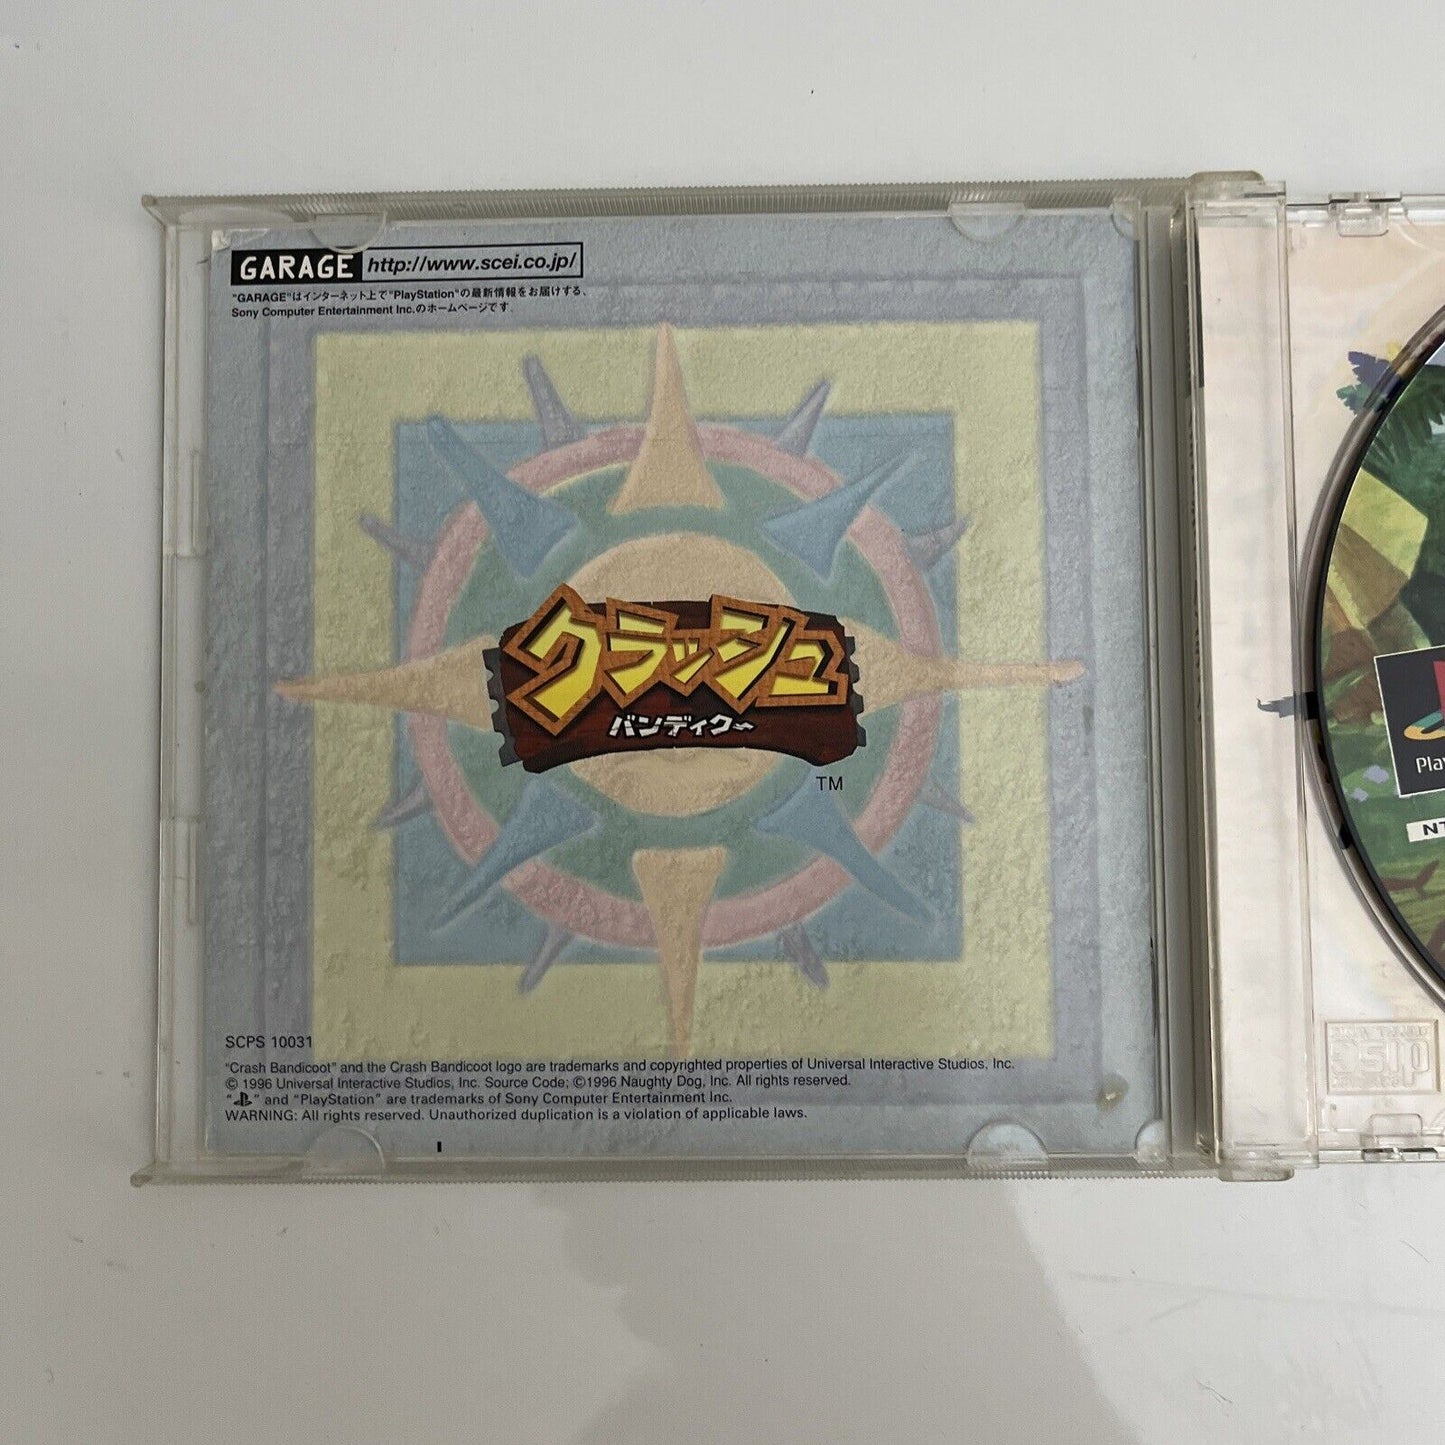 GARAGE http://www.scei.co.jp/
"GARAGE"はインターネット上で"PlayStation"の最新情報をお届けする、
Sony Computer Entertainment Inc.のホームページです.
クラッシュ
バンディクー
TM
SCPS 10031
"Crash Bandicoot" and the Crash Bandicoot logo are trademarks and copyrighted properties of Universal Interactive Studios, Inc.
© 1996 Universal Interactive Studios, Inc. Source Code; ©1996 Naughty Dog, Inc. All rights reserved.
" " and "PlayStation" are trademarks of Sony Computer Entertainment Inc.
WARNING: All rights reserved. Unauthorized duplication is a violation of applicable laws.
Play
NT